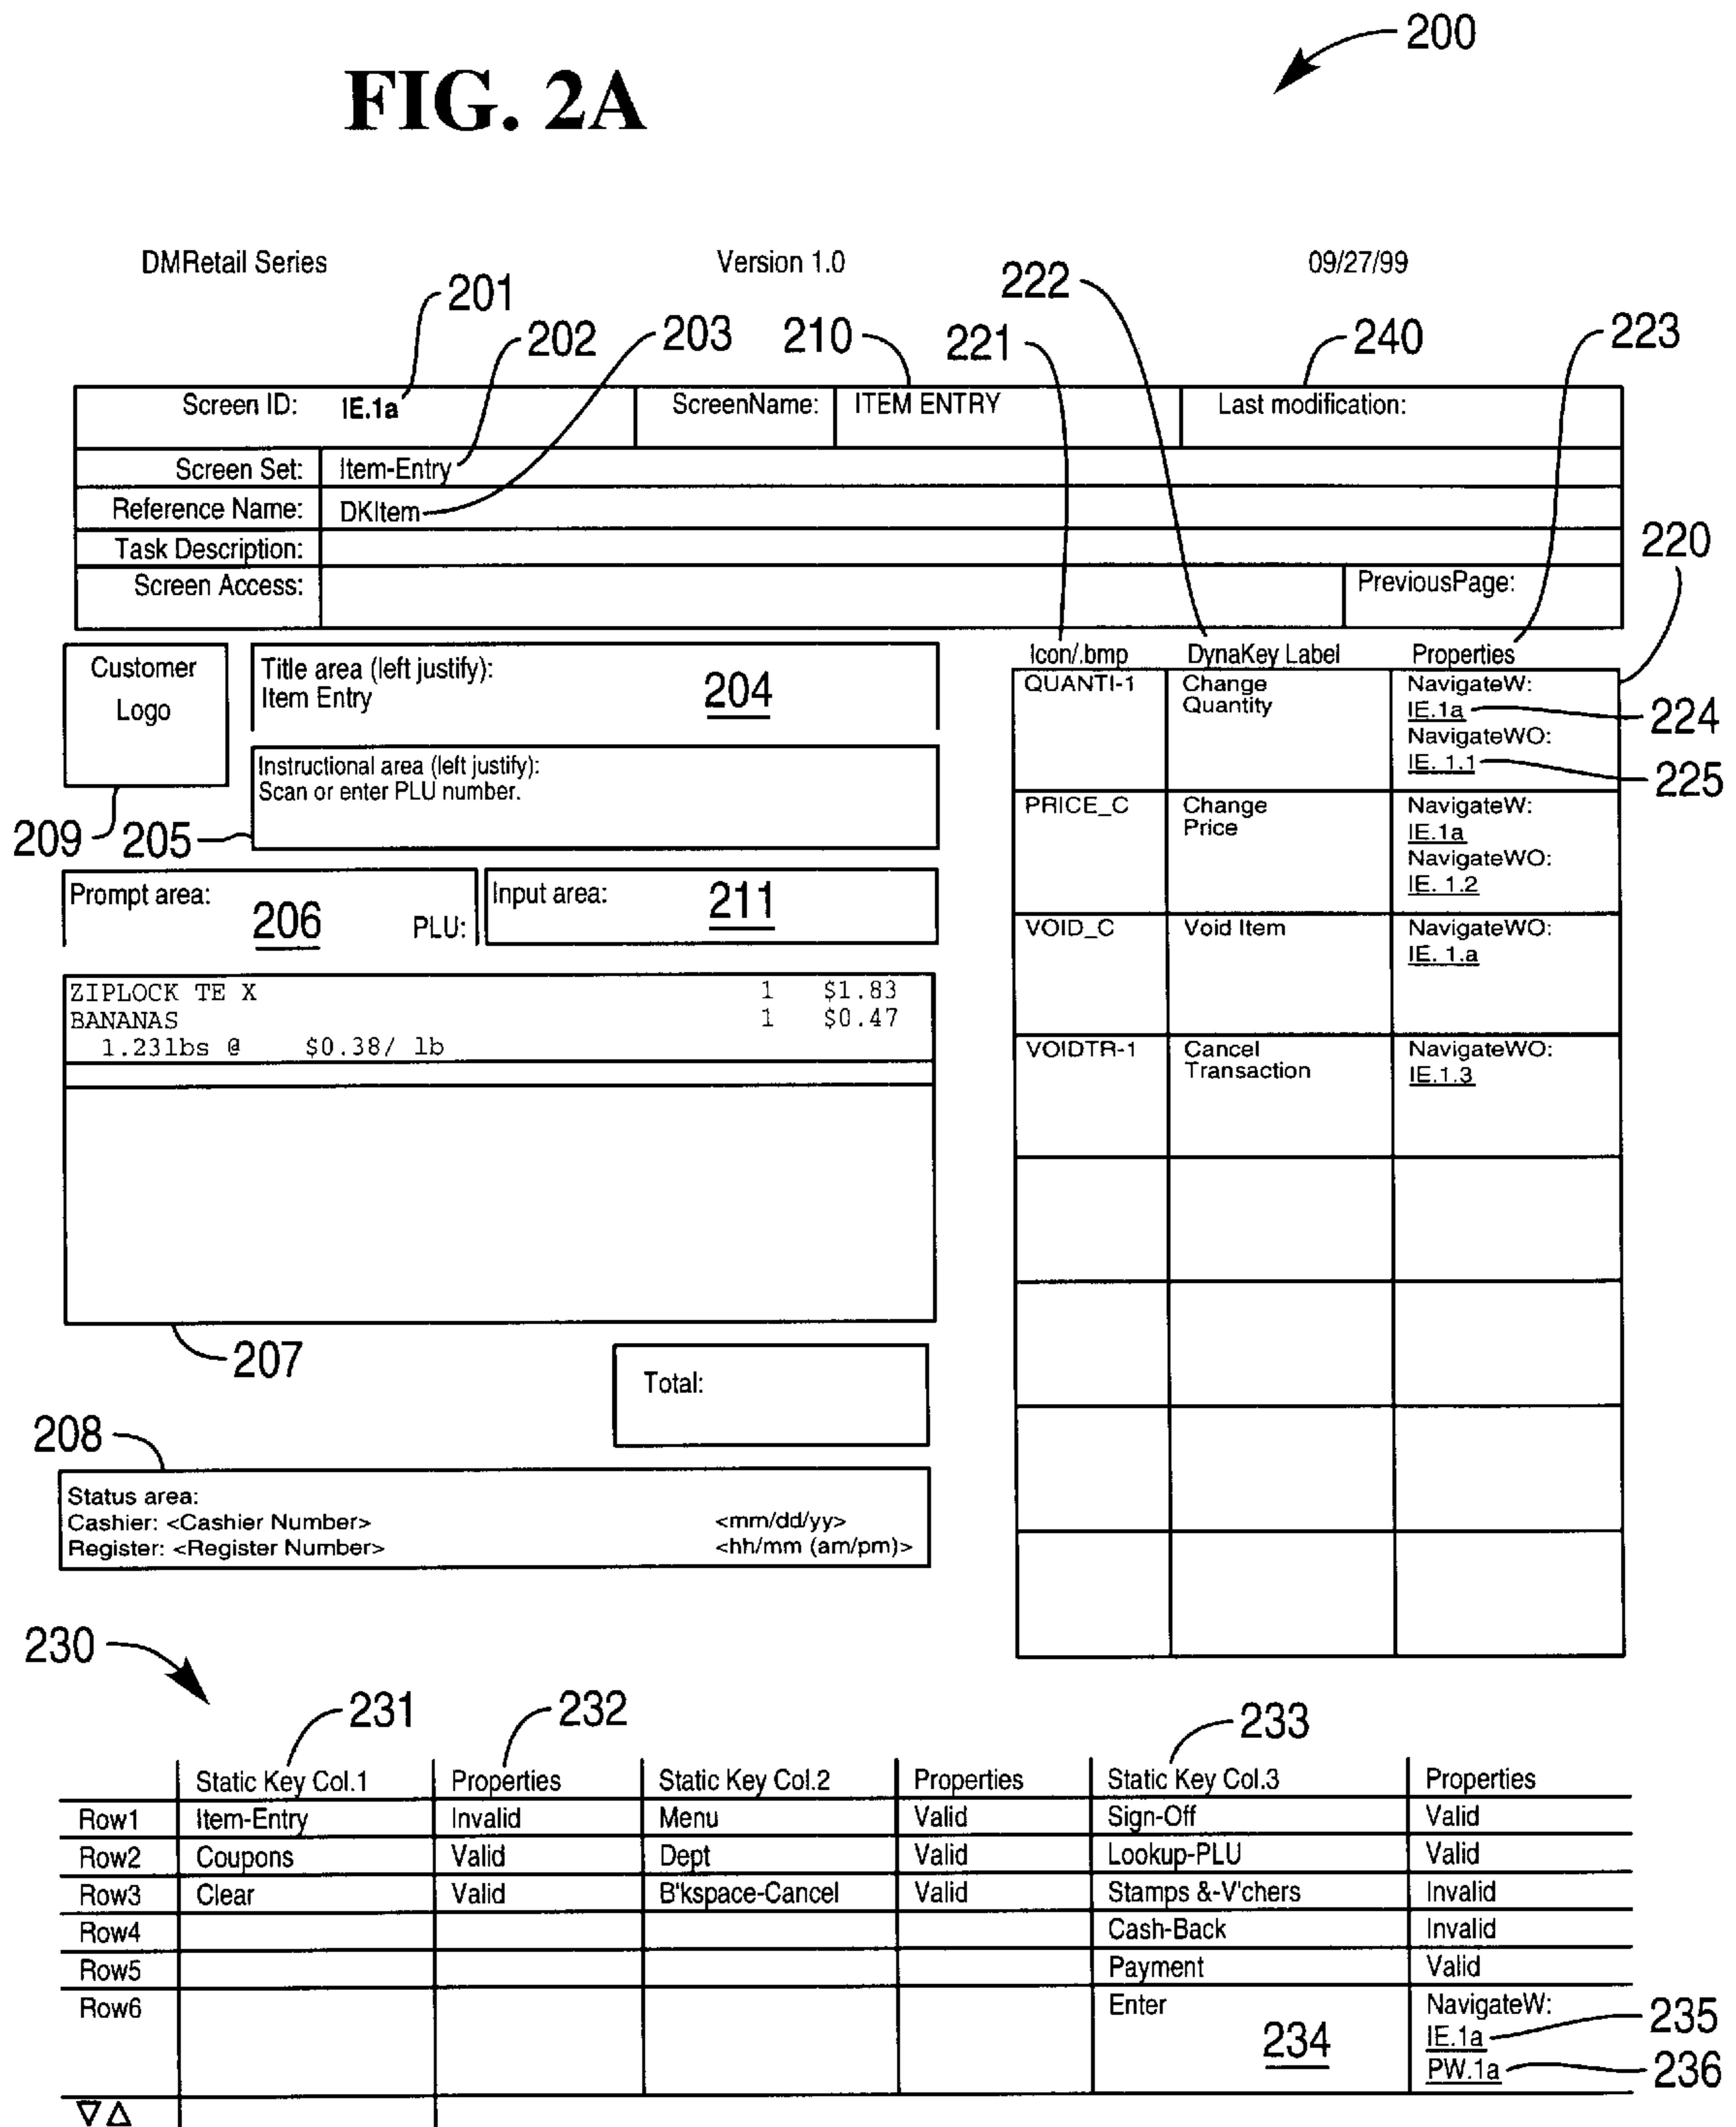 200
FIG. 2A
DMRetail Series Version 1.0 09/27/99
201 202 203 210 221 222 240 223
Screen ID: IE.1a ScreenName: ITEM ENTRY Last modification:
Screen Set: Item-Entry
Reference Name: DKItem
Task Description:
Screen Access: PreviousPage:
220
Customer
Logo
209
Title area (left justify):
Item Entry
204
Instructional area (left justify):
Scan or enter PLU number.
205
Prompt area:
206
PLU:
Input area:
211
ZIPLOCK TE X 1 $1.83
BANANAS 1 $0.47
1.23lbs @ $0.38/ lb
207
Total:
208
Status area:
Cashier: <Cashier Number> <mm/dd/yy>
Register: <Register Number> <hh/mm (am/pm)>
Icon/.bmp DynaKey Label Properties
QUANTI-1 Change Quantity NavigateW:
IE.1a 224
NavigateWO:
IE. 1.1 225
PRICE_C Change Price NavigateW:
IE.1a
NavigateWO:
IE. 1.2
VOID_C Void Item NavigateWO:
IE. 1.a
VOIDTR-1 Cancel Transaction NavigateWO:
IE.1.3
230
231 232 233
Static Key Col.1 Properties Static Key Col.2 Properties Static Key Col.3 Properties
Row1 Item-Entry Invalid Menu Valid Sign-Off Valid
Row2 Coupons Valid Dept Valid Lookup-PLU Valid
Row3 Clear Valid B'kspace-Cancel Valid Stamps &-V'chers Invalid
Row4 Cash-Back Invalid
Row5 Payment Valid
Row6 Enter 234 NavigateW:
IE.1a 235
PW.1a 236